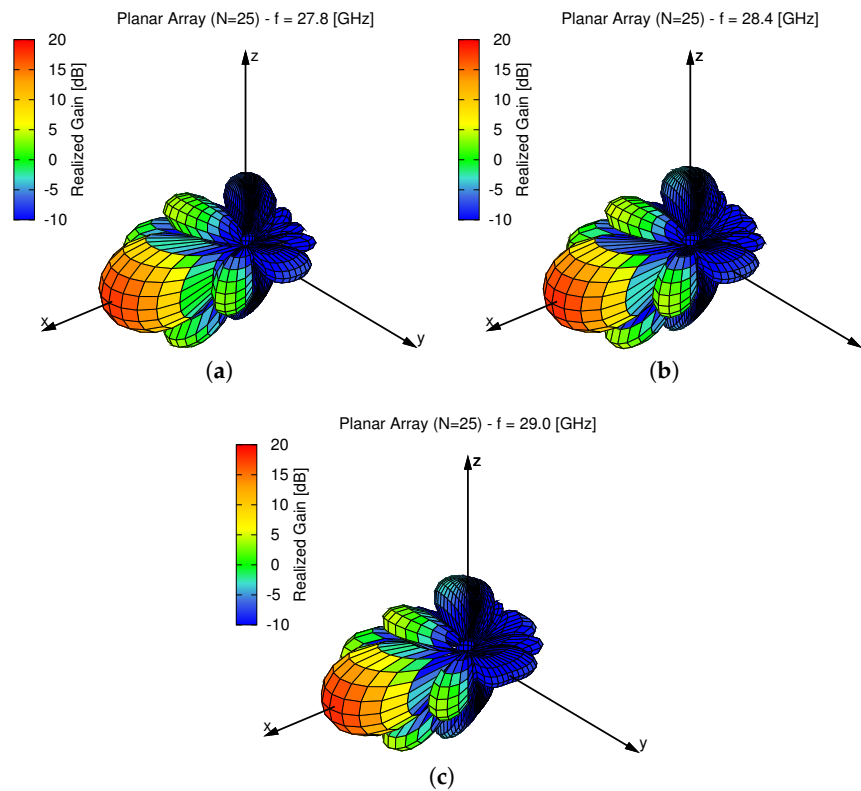 Planar Array (N=25) - f = 27.8 [GHz]
20
15
10
5
0
-5
-10
Realized Gain [dB]
z
x
y
(a)
Planar Array (N=25) - f = 28.4 [GHz]
20
15
10
5
0
-5
-10
Realized Gain [dB]
z
x
(b)
Planar Array (N=25) - f = 29.0 [GHz]
20
15
10
5
0
-5
-10
Realized Gain [dB]
z
x
y
(c)